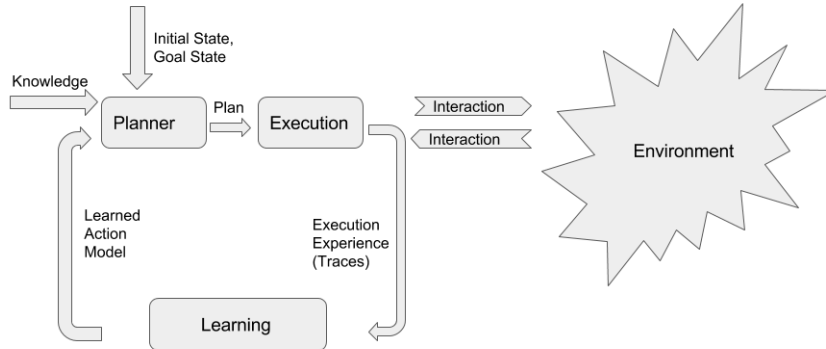 Initial State,
Goal State
Knowledge
Planner
Plan
Execution
Interaction
Interaction
Environment
Learned
Action
Model
Execution
Experience
(Traces)
Learning